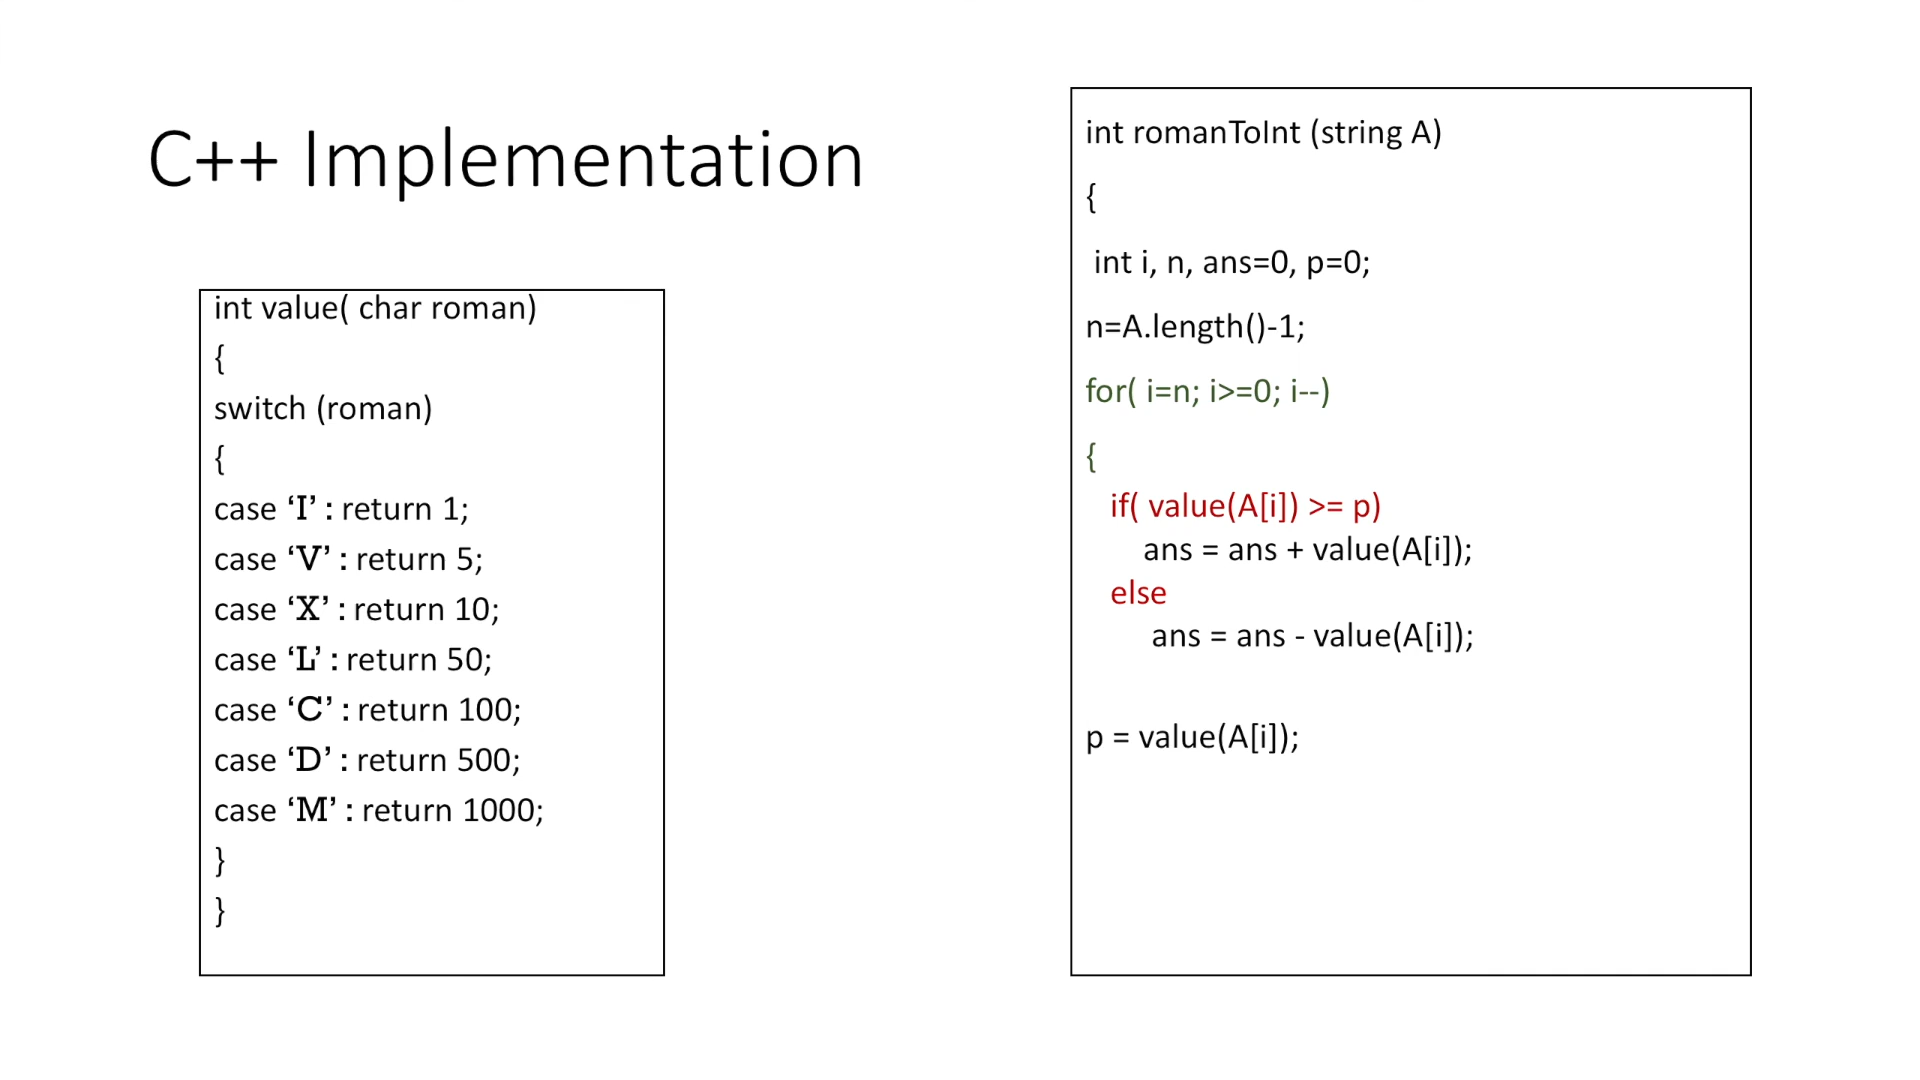 C++ Implementation
int value( char roman)
{
switch (roman)
{
case ‘I’ : return 1;
case ‘V’ : return 5;
case ‘X’ : return 10;
case ‘L’ : return 50;
case ‘C’ : return 100;
case ‘D’ : return 500;
case ‘M’ : return 1000;
}
}
int romanToInt (string A)
{
int i, n, ans=0, p=0;
n=A.length()-1;
for( i=n; i>=0; i--)
{
if( value(A[i]) >= p)
ans = ans + value(A[i]);
else
ans = ans - value(A[i]);
p = value(A[i]);